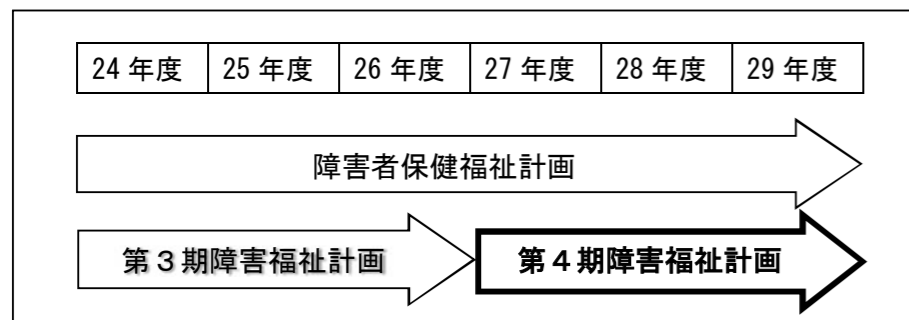 24 年度 25 年度 26 年度 27 年度 28 年度 29 年度
障害者保健福祉計画
第３期障害福祉計画 第４期障害福祉計画